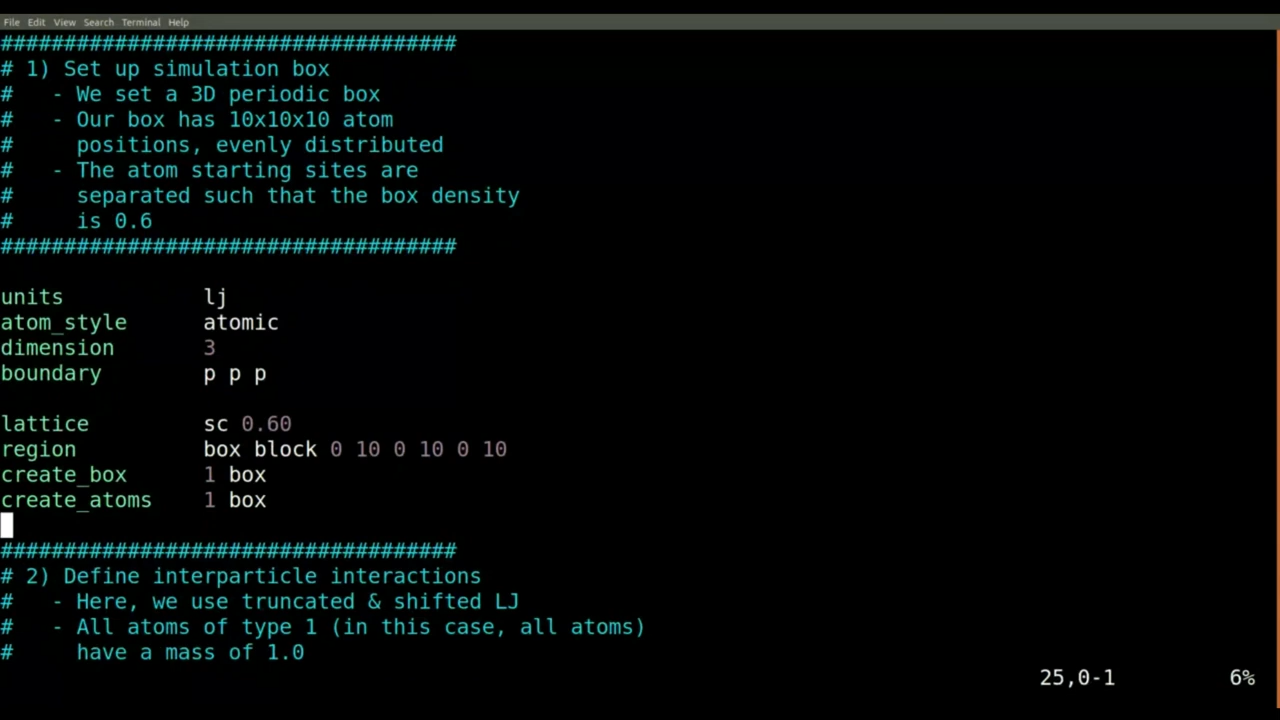 File Edit View Search Terminal Help
####################################
# 1) Set up simulation box
#   - We set a 3D periodic box
#   - Our box has 10x10x10 atom
#     positions, evenly distributed
#   - The atom starting sites are
#     separated such that the box density
#     is 0.6
####################################
units           lj
atom_style      atomic
dimension       3
boundary        p p p
lattice         sc 0.60
region          box block 0 10 0 10 0 10
create_box      1 box
create_atoms    1 box
####################################
# 2) Define interparticle interactions
#   - Here, we use truncated & shifted LJ
#   - All atoms of type 1 (in this case, all atoms)
#     have a mass of 1.0
25,0-1         6%